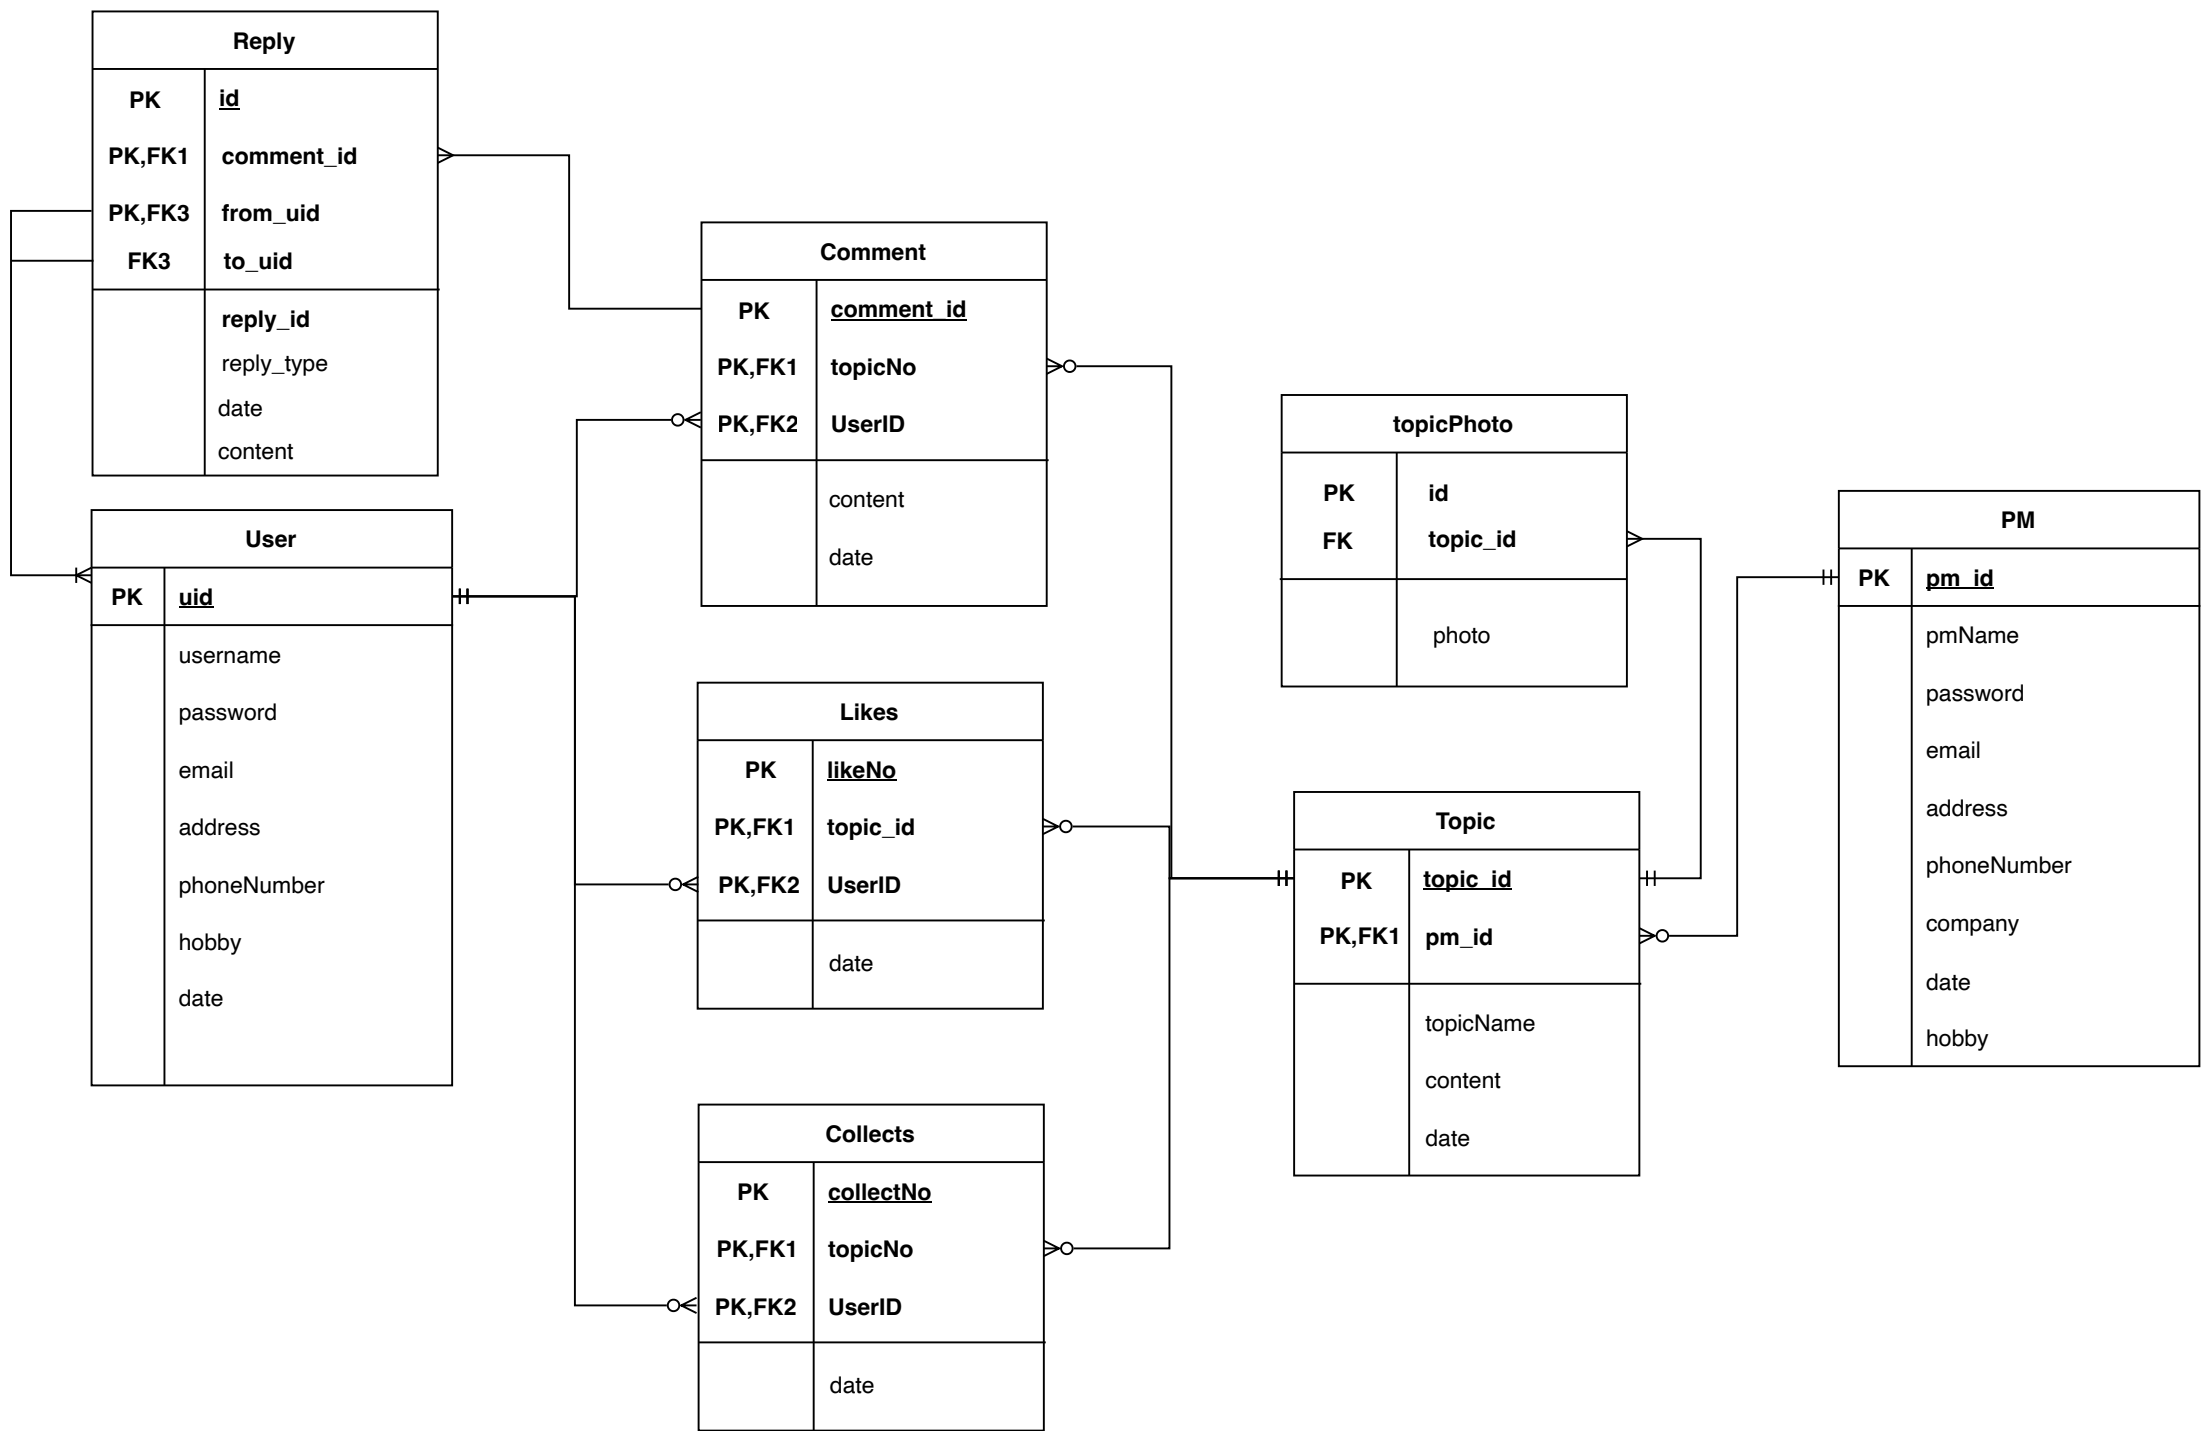 Reply
PK id
PK,FK1 comment_id
PK,FK3 from_uid
FK3 to_uid
reply_id
reply_type
date
content
User
PK uid
username
password
email
address
phoneNumber
hobby
date
Comment
PK comment_id
PK,FK1 topicNo
PK,FK2 UserID
content
date
Likes
PK likeNo
PK,FK1 topic_id
PK,FK2 UserID
date
Collects
PK collectNo
PK,FK1 topicNo
PK,FK2 UserID
date
topicPhoto
PK id
FK topic_id
photo
Topic
PK topic_id
PK,FK1 pm_id
topicName
content
date
PM
PK pm_id
pmName
password
email
address
phoneNumber
company
date
hobby